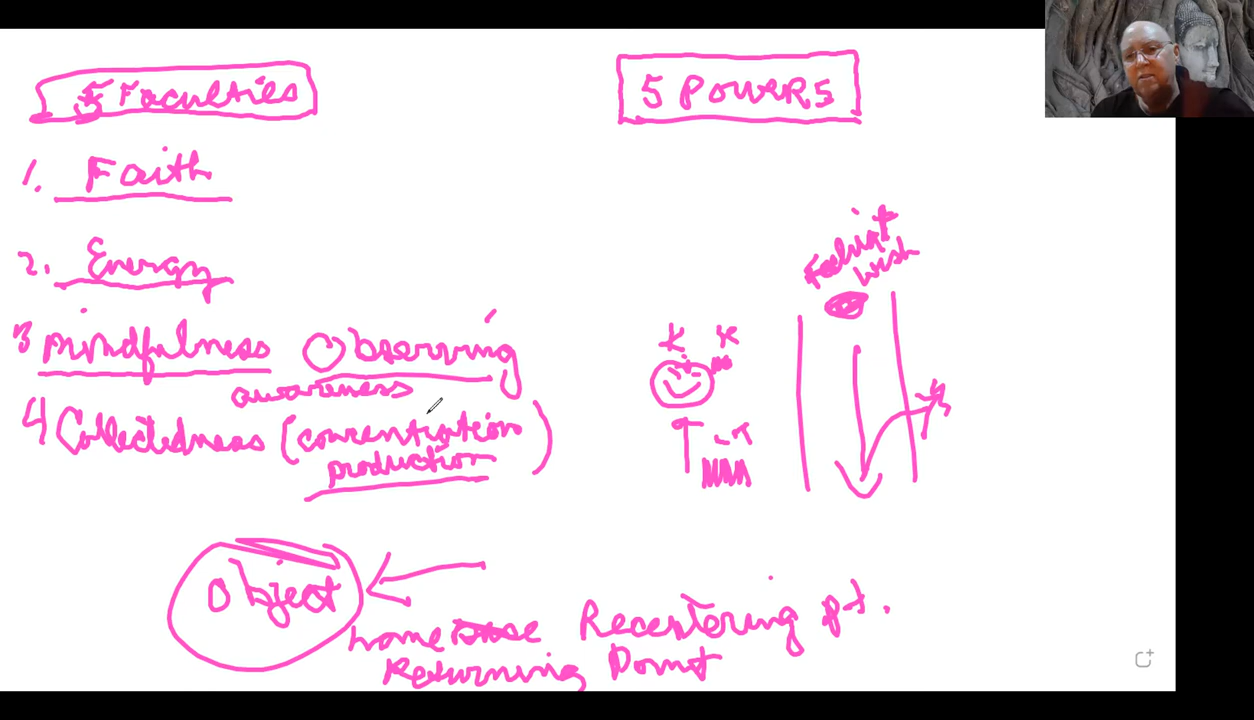 5 Faculties
5 POWERS
1. Faith
2. Energy
3 Mindfulness Observing
awareness
4 Collectedness (concentration
production)
Feeling +
wish
Object
home base Recentering pt.
Returning Point